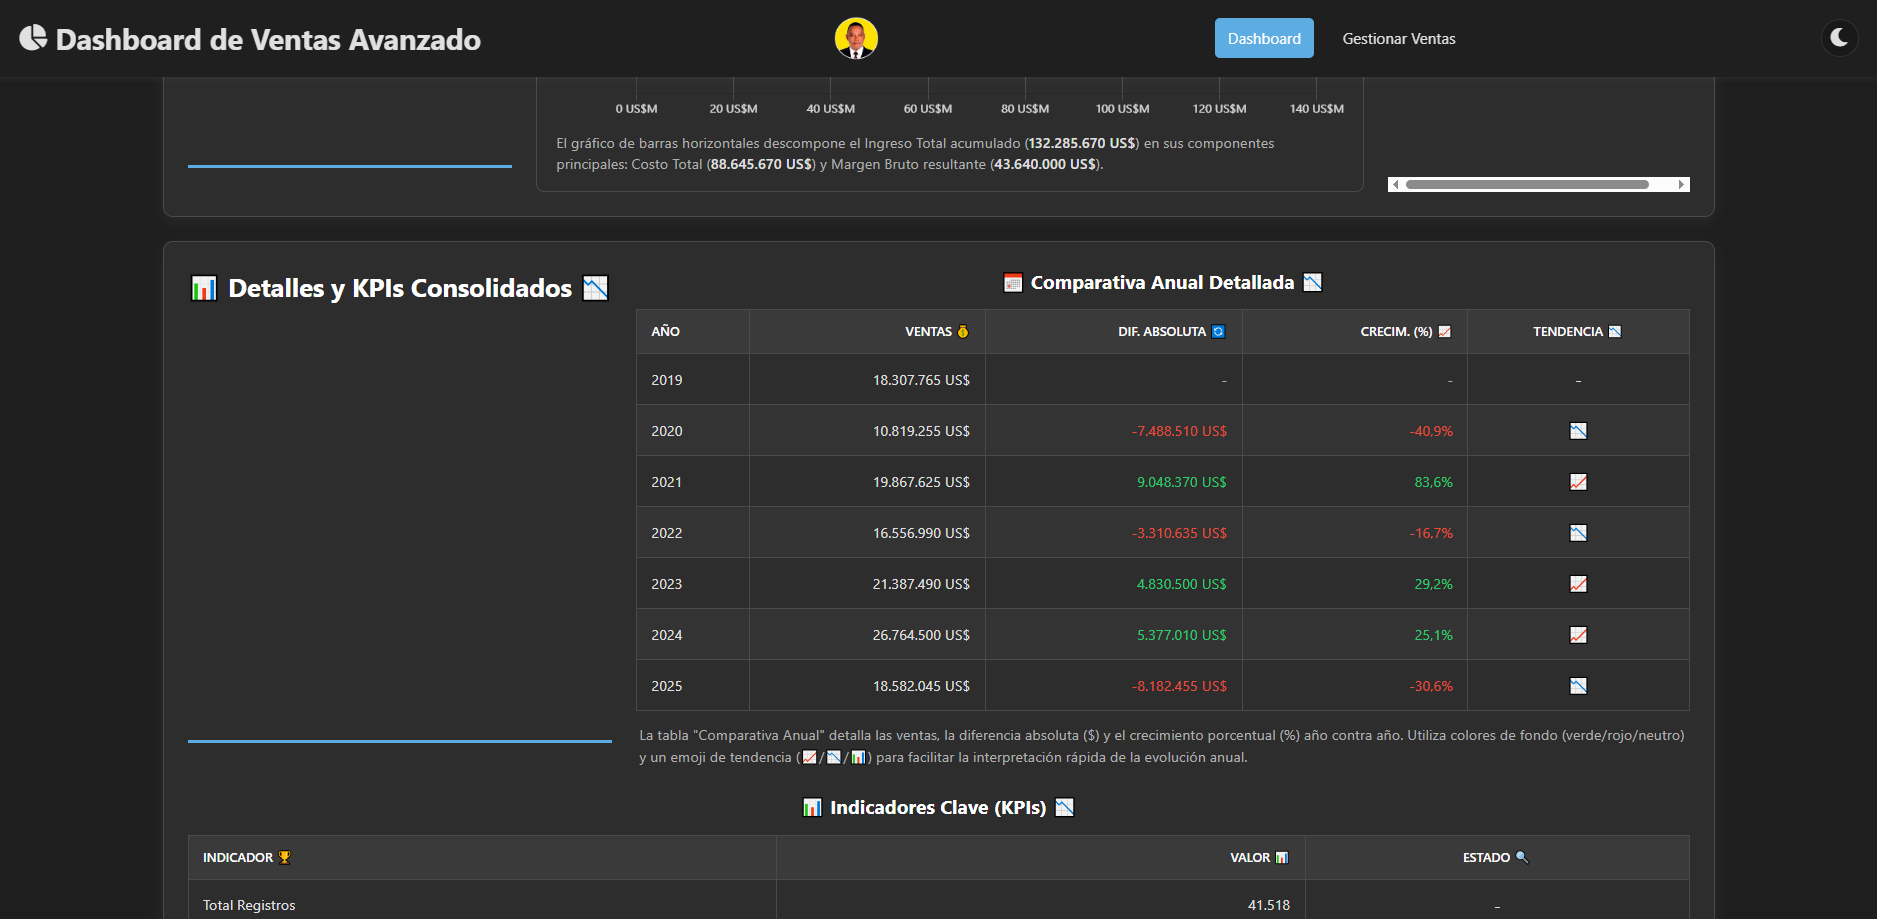 Dashboard de Ventas Avanzado
Dashboard
Gestionar Ventas
0 US$M 20 US$M 40 US$M 60 US$M 80 US$M 100 US$M 120 US$M 140 US$M
El gráfico de barras horizontales descompone el Ingreso Total acumulado (132.285.670 US$) en sus componentes
principales: Costo Total (88.645.670 US$) y Margen Bruto resultante (43.640.000 US$).
📊 Detalles y KPIs Consolidados 📉
📅 Comparativa Anual Detallada 📉
AÑO VENTAS 💰 DIF. ABSOLUTA 🔄 CRECIM. (%) 📈 TENDENCIA 📉
2019 18.307.765 US$ - - -
2020 10.819.255 US$ -7.488.510 US$ -40,9% 📉
2021 19.867.625 US$ 9.048.370 US$ 83,6% 📈
2022 16.556.990 US$ -3.310.635 US$ -16,7% 📉
2023 21.387.490 US$ 4.830.500 US$ 29,2% 📈
2024 26.764.500 US$ 5.377.010 US$ 25,1% 📈
2025 18.582.045 US$ -8.182.455 US$ -30,6% 📉
La tabla "Comparativa Anual" detalla las ventas, la diferencia absoluta ($) y el crecimiento porcentual (%) año contra año. Utiliza colores de fondo (verde/rojo/neutro)
y un emoji de tendencia (📈/📉/📊) para facilitar la interpretación rápida de la evolución anual.
📊 Indicadores Clave (KPIs) 📉
INDICADOR 🏆 VALOR 📊 ESTADO 🔍
Total Registros 41.518 -